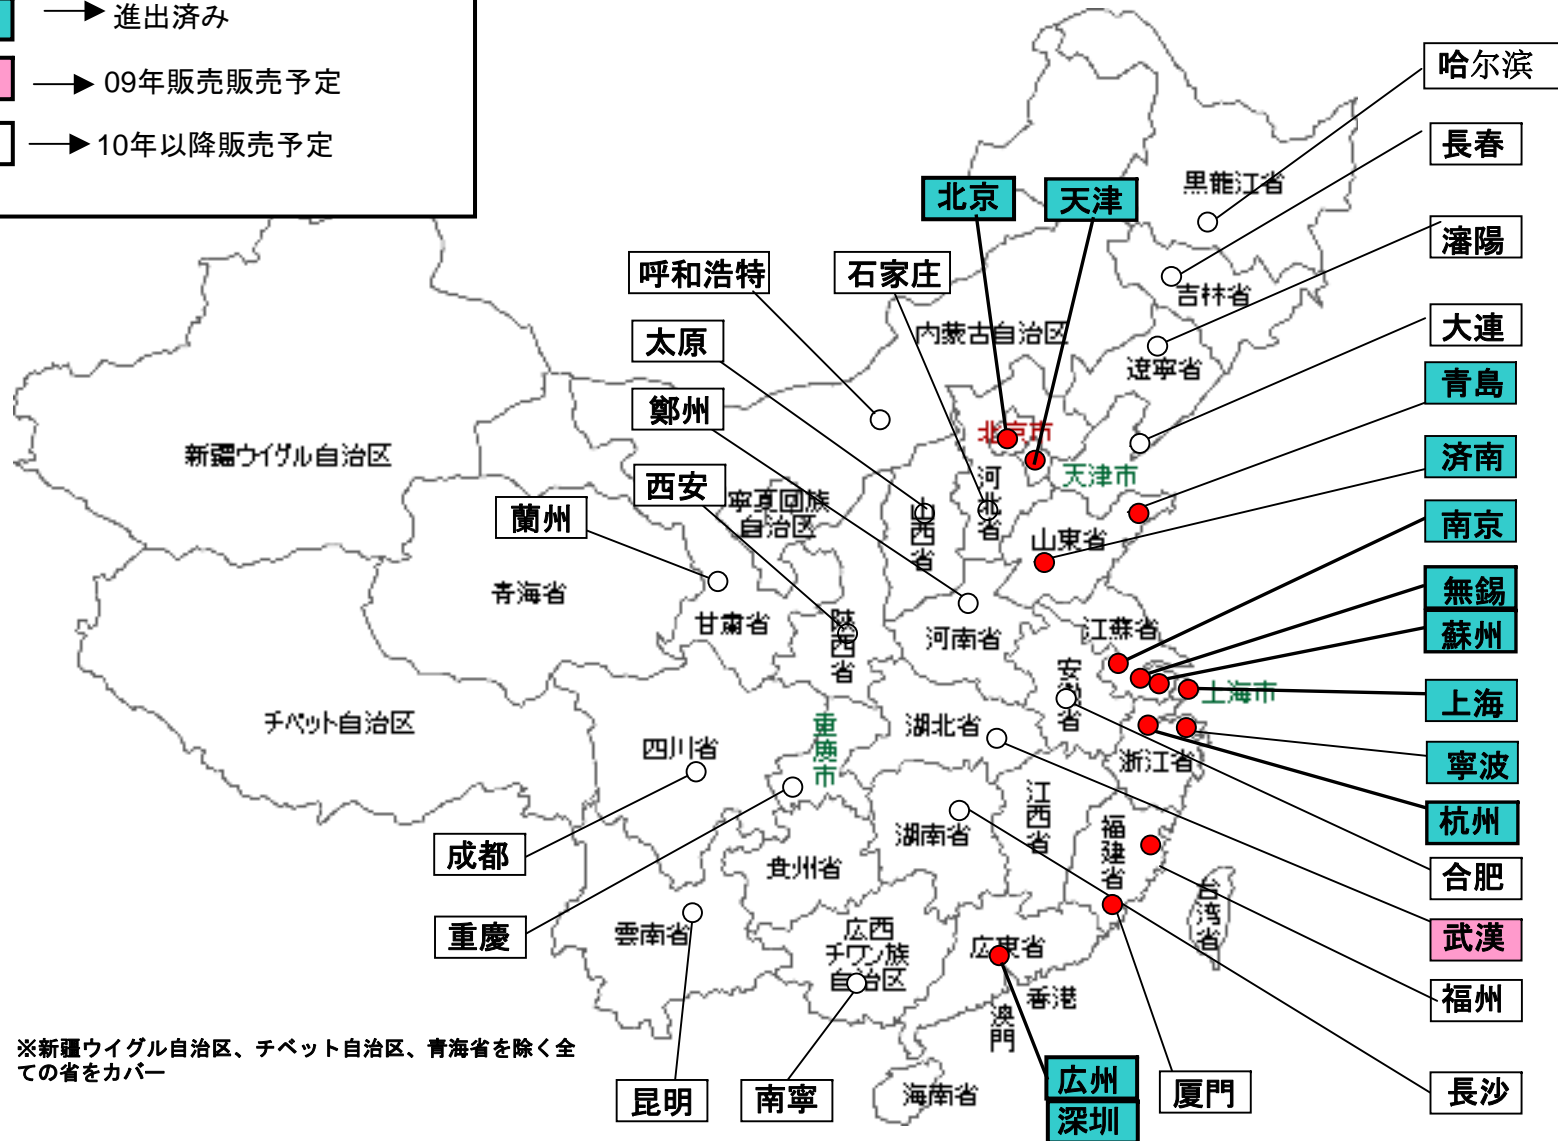 進出済み
09年販売販売予定
10年以降販売予定
哈尔滨
長春
黒龍江省
北京
天津
瀋陽
呼和浩特
石家庄
吉林省
大連
太原
内蒙古自治区
遼寧省
青島
鄭州
北京市
済南
新疆ウイグル自治区
天津市
河北省
西安
寧夏回族
自治区
蘭州
山西省
山東省
南京
青海省
無錫
甘粛省
陝西省
河南省
江蘇省
蘇州
安徽省
上海市
上海
チベット自治区
重慶市
湖北省
四川省
浙江省
寧波
江西省
杭州
湖南省
福建省
成都
貴州省
合肥
台湾省
重慶
雲南省
広西
チワン族
自治区
広東省
武漢
香港
福州
澳門
※新疆ウイグル自治区、チベット自治区、青海省を除く全
ての省をカバー
昆明
南寧
海南省
広州
深圳
厦門
長沙